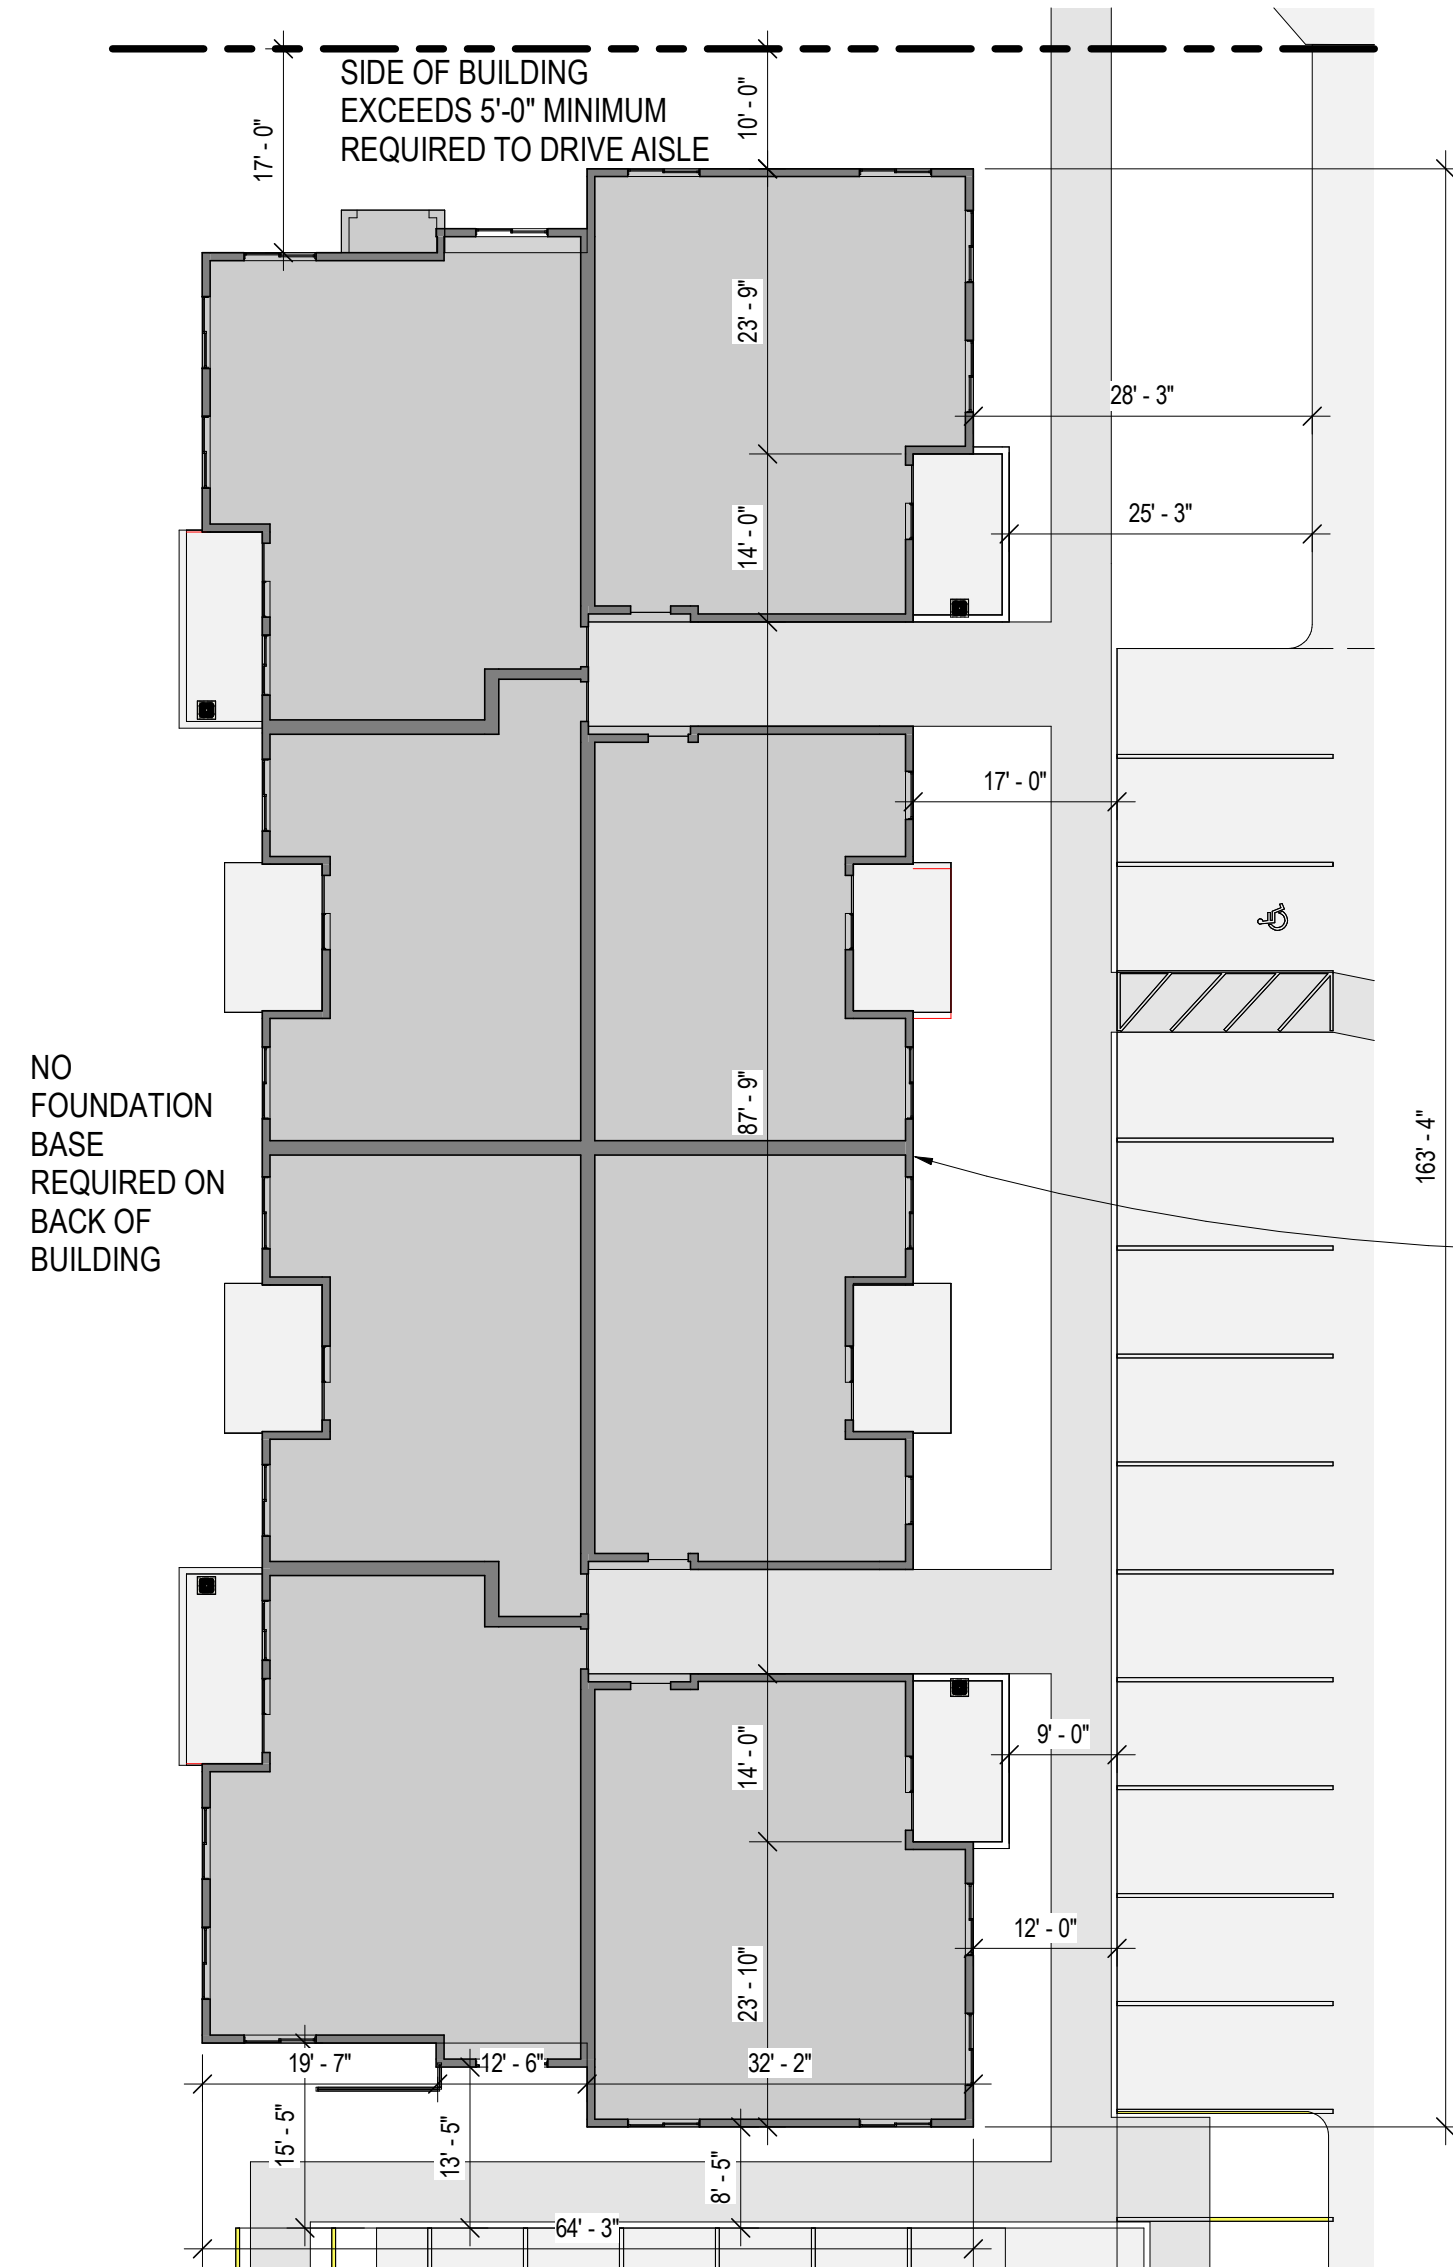 SIDE OF BUILDING
EXCEEDS 5'-0" MINIMUM
REQUIRED TO DRIVE AISLE
17' - 0"
10' - 0"
23' - 9"
28' - 3"
25' - 3"
14' - 0"
17' - 0"
NO
FOUNDATION
BASE
REQUIRED ON
BACK OF
BUILDING
87' - 9"
163' - 4"
14' - 0"
9' - 0"
12' - 0"
23' - 10"
19' - 7"
12' - 6"
32' - 2"
15' - 5"
13' - 5"
8' - 5"
64' - 3"